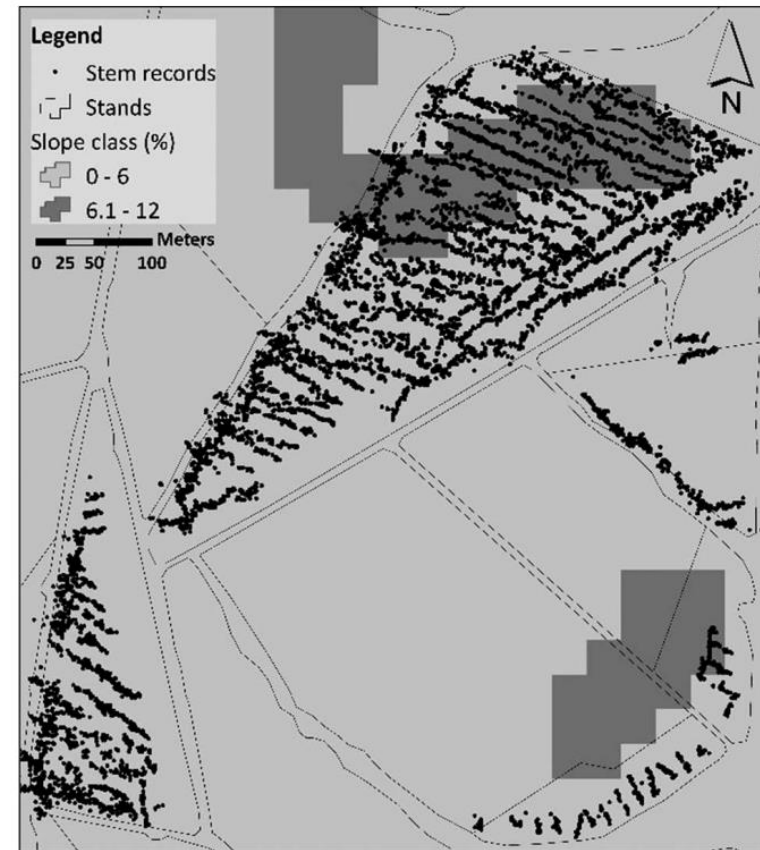 Legend
Stem records
Stands
Slope class (%)
0 - 6
6.1 - 12
Meters
0 25 50 100
N